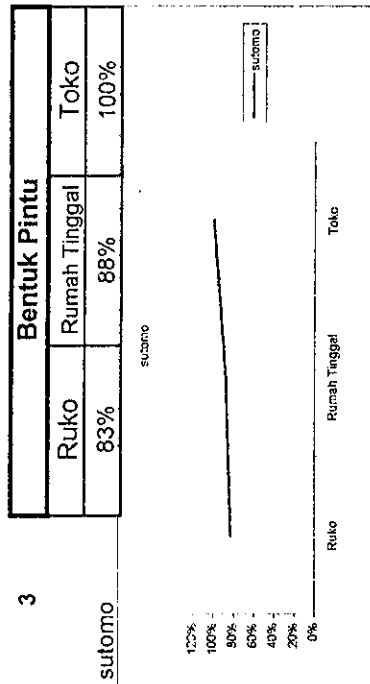 3
Bentuk Pintu
Ruko Rumah Tinggal Toko
sutomo 83% 88% 100%
sutomo
120%
100%
80%
60%
40%
20%
0%
Ruko Rumah Tinggal Toko
sutomo